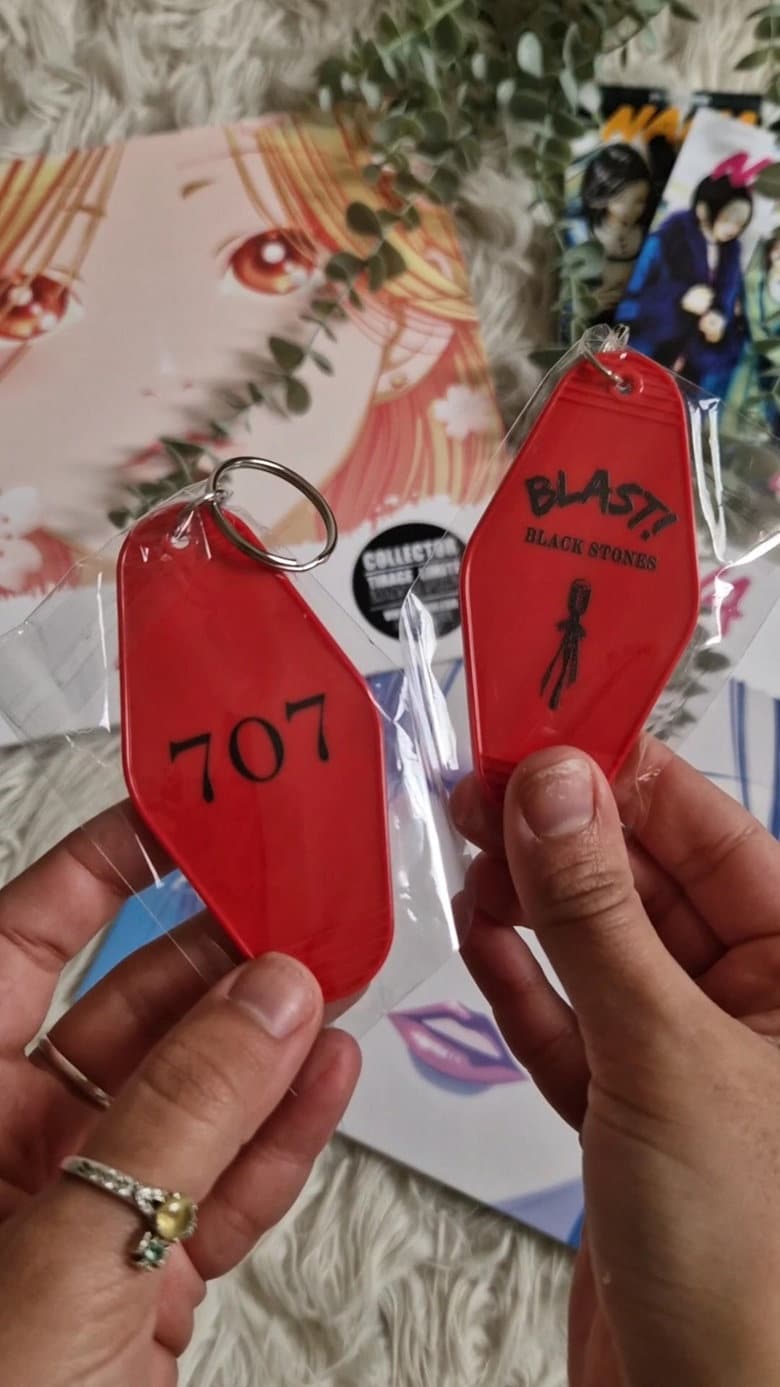 COLLECTOR
707
BLAST!
BLACK STONES